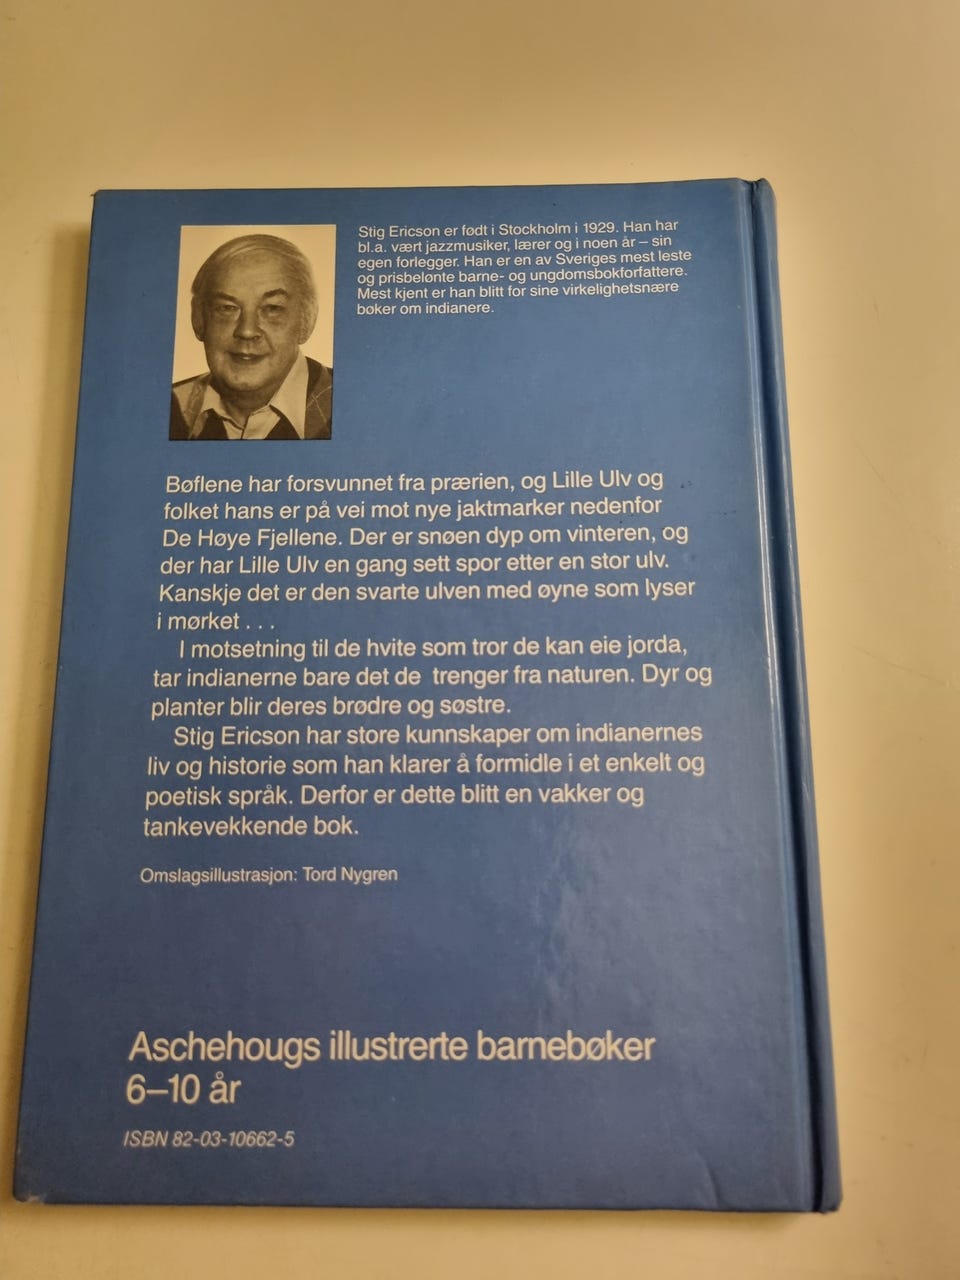 Stig Ericson er født i Stockholm i 1929. Han har
bl.a. vært jazzmusiker, lærer og i noen år – sin
egen forlegger. Han er en av Sveriges mest leste
og prisbelønte barne- og ungdomsbokforfattere.
Mest kjent er han blitt for sine virkelighetsnære
bøker om indianere.
Bøflene har forsvunnet fra prærien, og Lille Ulv og
folket hans er på vei mot nye jaktmarker nedenfor
De Høye Fjellene. Der er snøen dyp om vinteren, og
der har Lille Ulv en gang sett spor etter en stor ulv.
Kanskje det er den svarte ulven med øyne som lyser
i mørket . . .
I motsetning til de hvite som tror de kan eie jorda,
tar indianerne bare det de trenger fra naturen. Dyr og
planter blir deres brødre og søstre.
Stig Ericson har store kunnskaper om indianernes
liv og historie som han klarer å formidle i et enkelt og
poetisk språk. Derfor er dette blitt en vakker og
tankevekkende bok.
Omslagsillustrasjon: Tord Nygren
Aschehougs illustrerte barnebøker
6–10 år
ISBN 82-03-10662-5